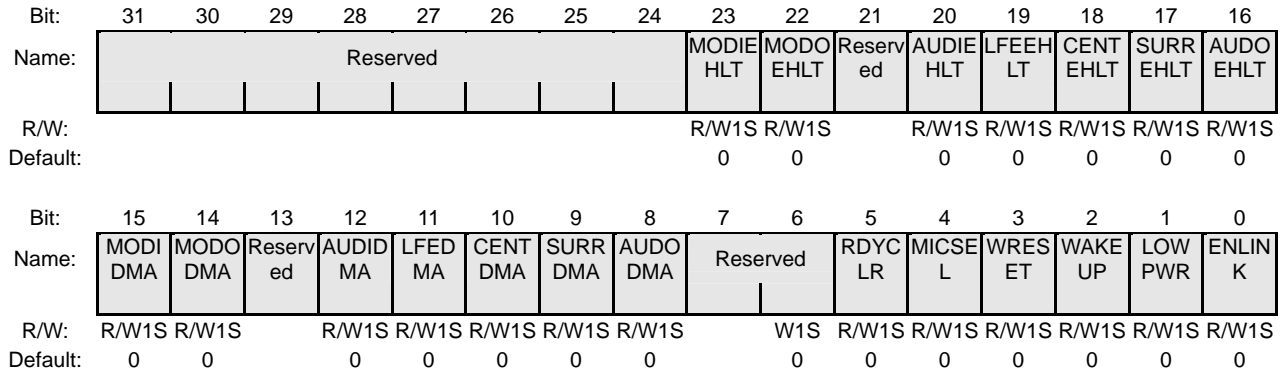 Bit: 31 30 29 28 27 26 25 24 23 22 21 20 19 18 17 16
Name: Reserved MODIE MODO Reserv AUDIE LFEEH CENT SURR AUDO
HLT EHLT ed HLT LT EHLT EHLT EHLT
R/W: R/W1S R/W1S R/W1S R/W1S R/W1S R/W1S R/W1S
Default: 0 0 0 0 0 0 0
Bit: 15 14 13 12 11 10 9 8 7 6 5 4 3 2 1 0
Name: MODI MODO Reserv AUDID LFED CENT SURR AUDO Reserved RDYC MICSE WRES WAKE LOW ENLIN
DMA DMA ed MA MA DMA DMA DMA LR L ET UP PWR K
R/W: R/W1S R/W1S R/W1S R/W1S R/W1S R/W1S R/W1S W1S R/W1S R/W1S R/W1S R/W1S R/W1S R/W1S
Default: 0 0 0 0 0 0 0 0 0 0 0 0 0 0